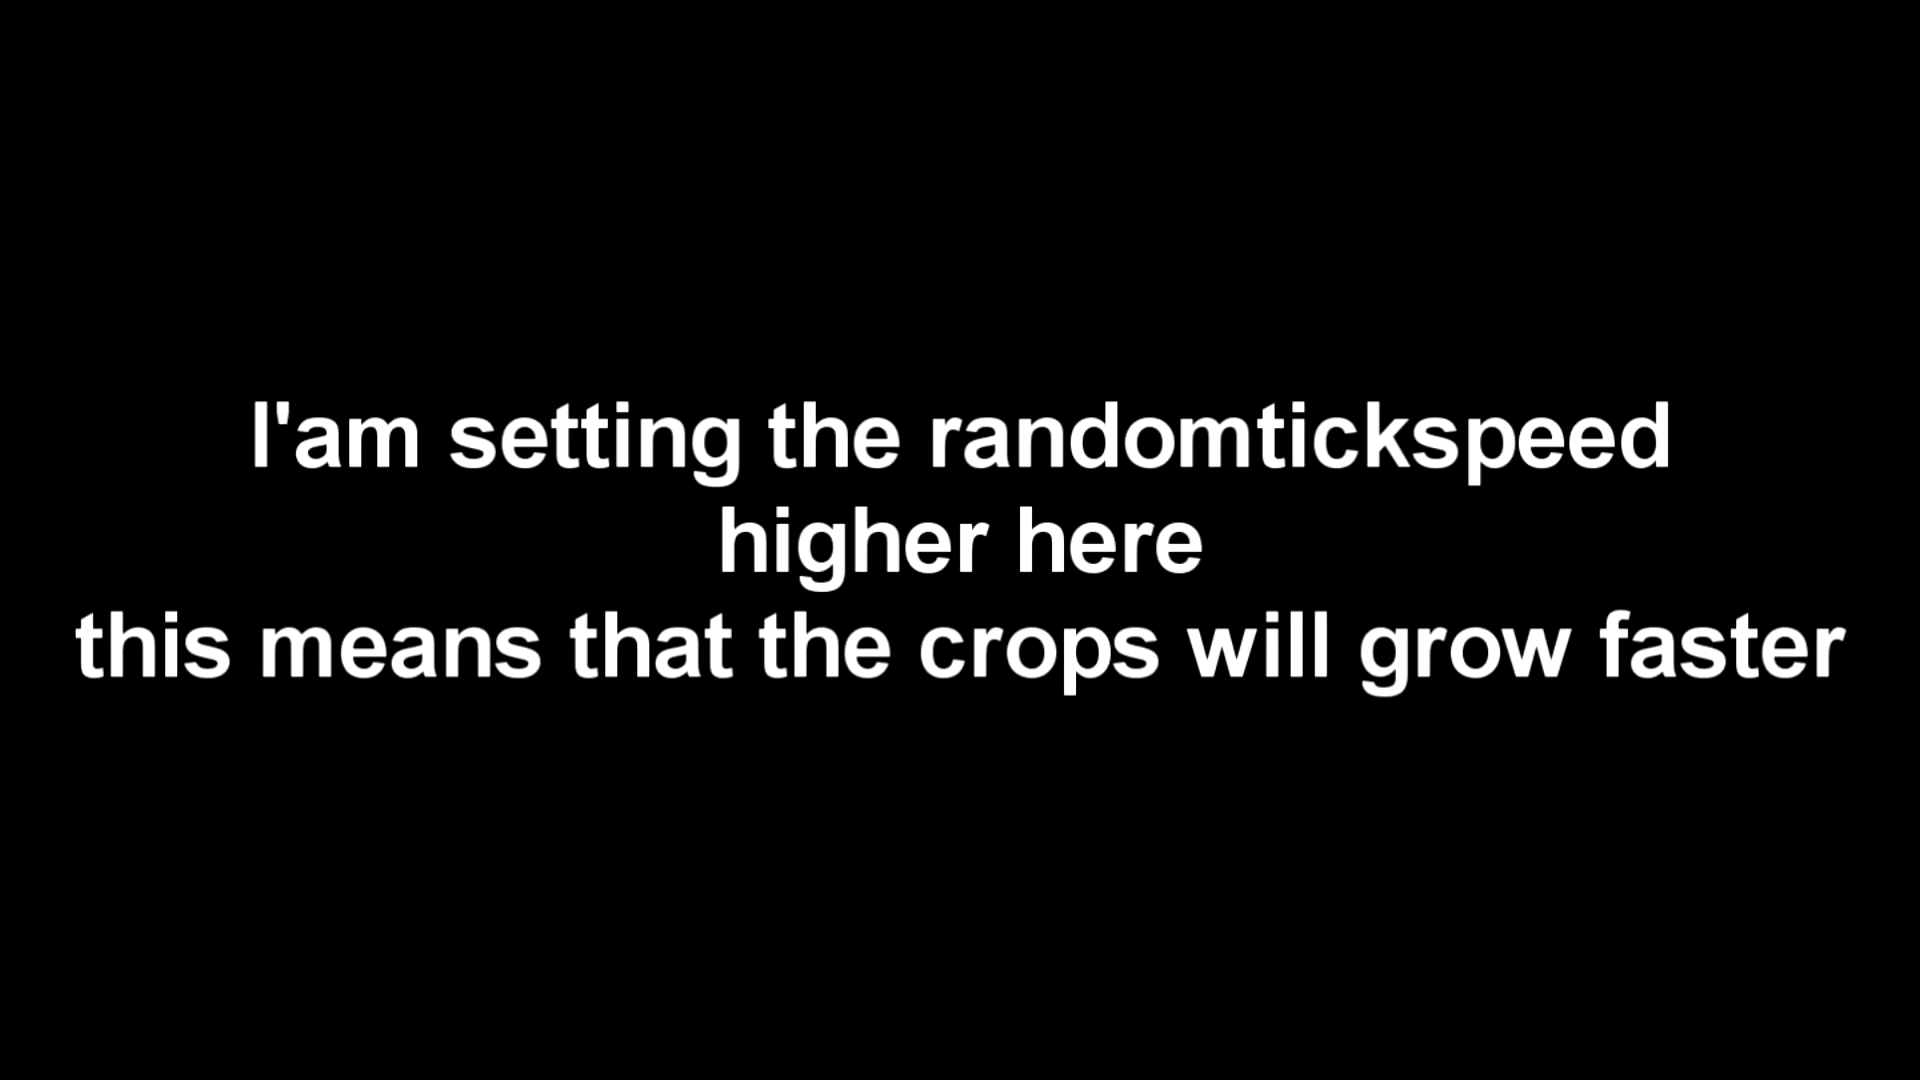 I'am setting the randomtickspeed
higher here
this means that the crops will grow faster